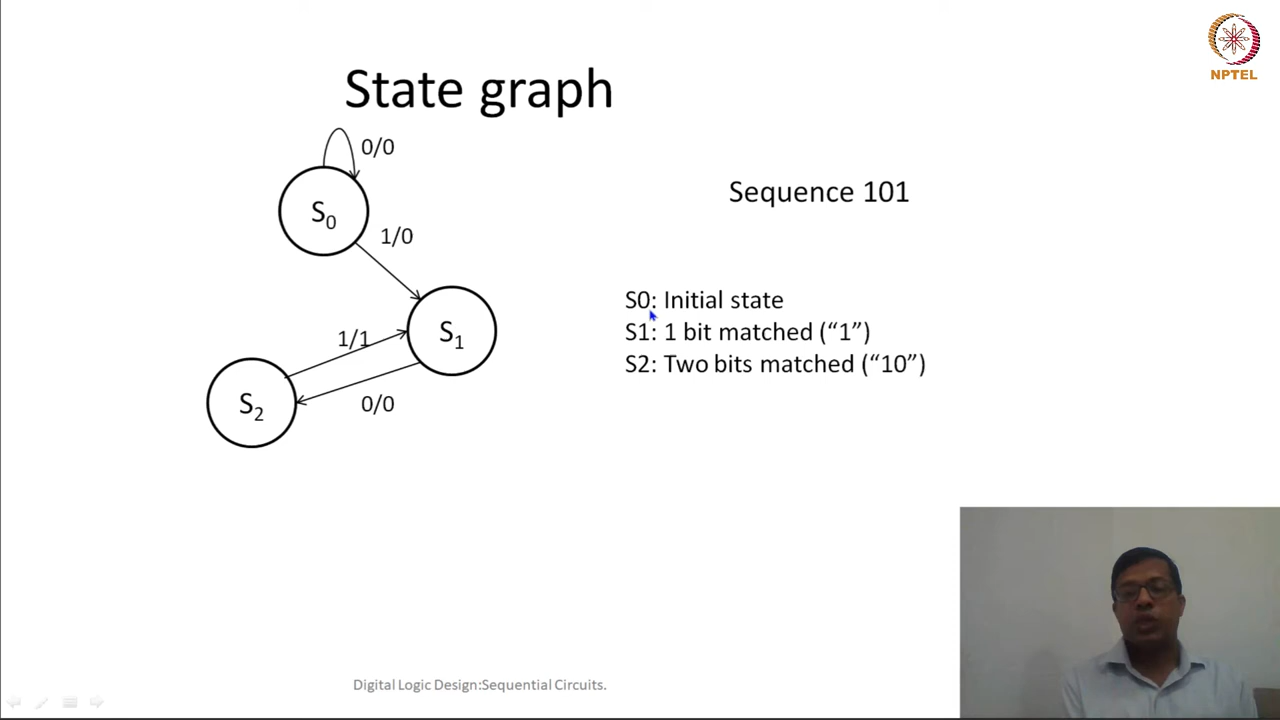 NPTEL
State graph
0/0
S0
1/0
Sequence 101
S1
1/1
S2
0/0
S0: Initial state
S1: 1 bit matched (“1”)
S2: Two bits matched (“10”)
Digital Logic Design:Sequential Circuits.